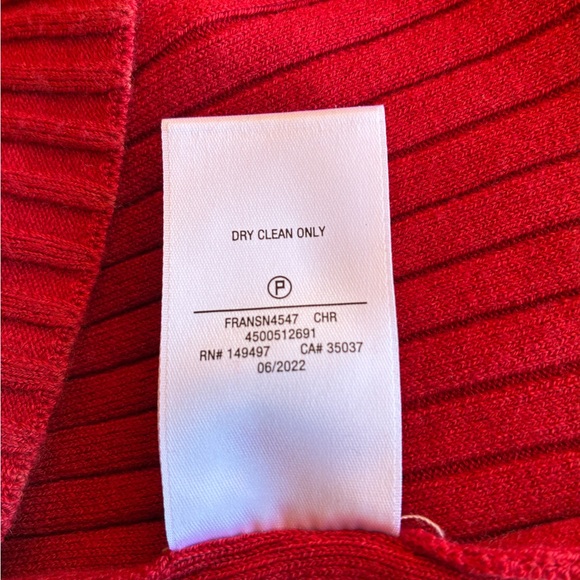 DRY CLEAN ONLY
P
FRANSN4547 CHR
4500512691
RN# 149497 CA# 35037
06/2022